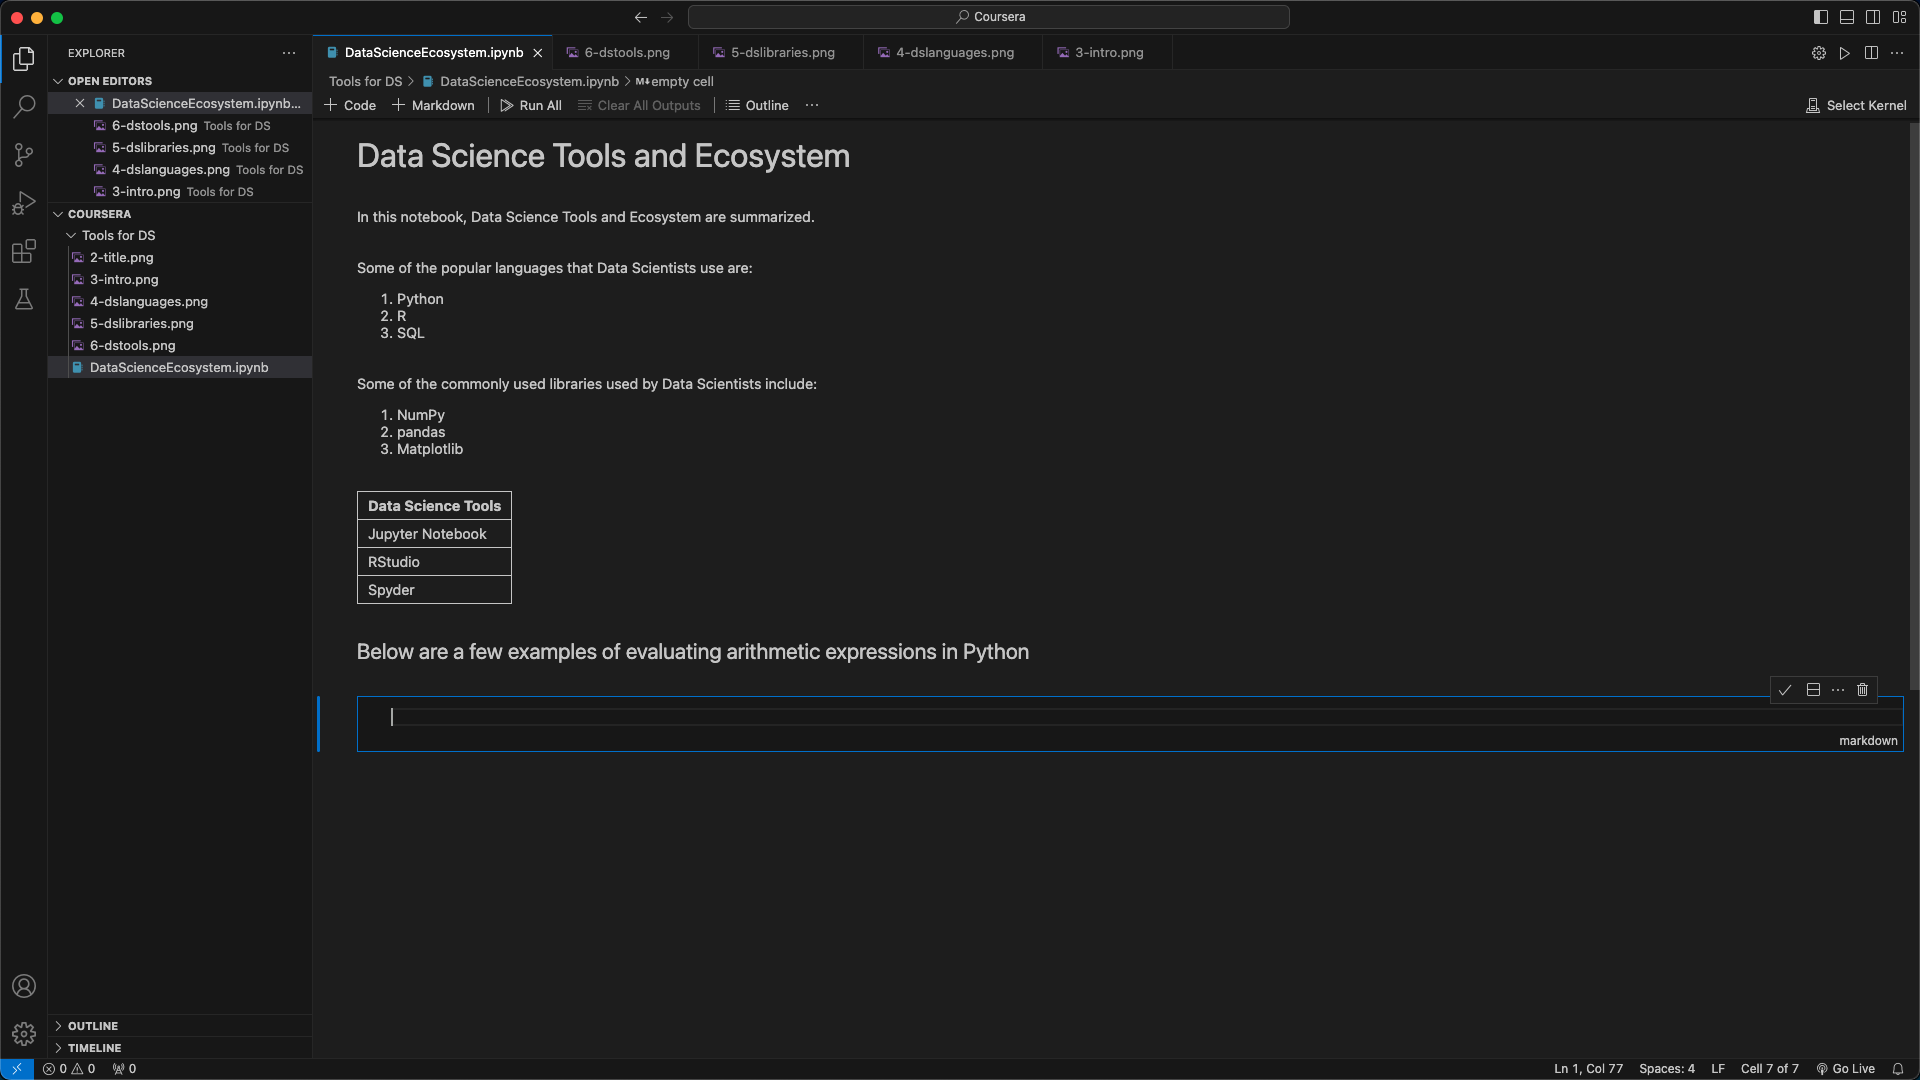 Coursera
EXPLORER
OPEN EDITORS
DataScienceEcosystem.ipynb...
6-dstools.png Tools for DS
5-dslibraries.png Tools for DS
4-dslanguages.png Tools for DS
3-intro.png Tools for DS
COURSERA
Tools for DS
2-title.png
3-intro.png
4-dslanguages.png
5-dslibraries.png
6-dstools.png
DataScienceEcosystem.ipynb
OUTLINE
TIMELINE
DataScienceEcosystem.ipynb 6-dstools.png 5-dslibraries.png 4-dslanguages.png 3-intro.png
Tools for DS > DataScienceEcosystem.ipynb > M↓empty cell
+ Code + Markdown Run All Clear All Outputs Outline ... Select Kernel
Data Science Tools and Ecosystem
In this notebook, Data Science Tools and Ecosystem are summarized.
Some of the popular languages that Data Scientists use are:
1. Python
2. R
3. SQL
Some of the commonly used libraries used by Data Scientists include:
1. NumPy
2. pandas
3. Matplotlib
Data Science Tools
Jupyter Notebook
RStudio
Spyder
Below are a few examples of evaluating arithmetic expressions in Python
markdown
0 0 0 Ln 1, Col 77 Spaces: 4 LF Cell 7 of 7 Go Live